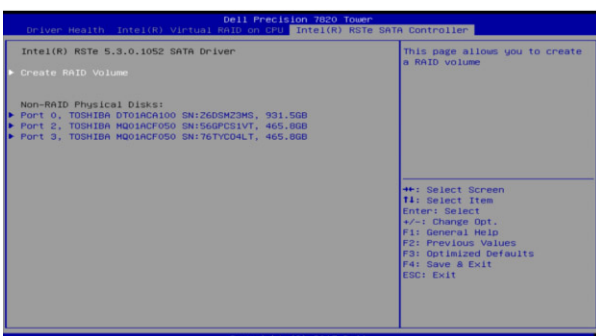 Dell Precision 7820 Tower
Driver Health Intel(R) Virtual RAID on CPU Intel(R) RSTe SATA Controller
Intel(R) RSTe 5.3.0.1052 SATA Driver
This page allows you to create
a RAID volume
Create RAID Volume
Non-RAID Physical Disks:
Port 0, TOSHIBA DT01ACA100 SN:Z6DSMZ3MS, 931.5GB
Port 2, TOSHIBA MQ01ACF050 SN:56GPCS1VT, 465.8GB
Port 3, TOSHIBA MQ01ACF050 SN:76TYC04LT, 465.8GB
→←: Select Screen
↑↓: Select Item
Enter: Select
+/-: Change Opt.
F1: General Help
F2: Previous Values
F3: Optimized Defaults
F4: Save & Exit
ESC: Exit